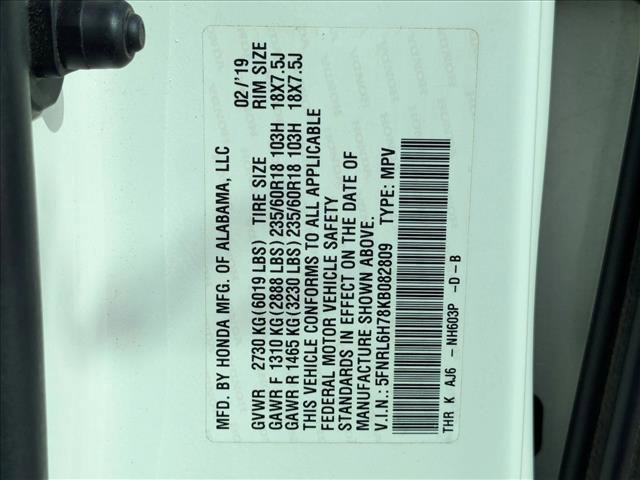 MFD. BY HONDA MFG. OF ALABAMA, LLC 02/'19
GVWR 2730 KG(6019 LBS) TIRE SIZE RIM SIZE
GAWR F 1310 KG(2888 LBS)235/60R18 103H 18X7.5J
GAWR R 1465 KG(3230 LBS)235/60R18 103H 18X7.5J
THIS VEHICLE CONFORMS TO ALL APPLICABLE
FEDERAL MOTOR VEHICLE SAFETY
STANDARDS IN EFFECT ON THE DATE OF
MANUFACTURE SHOWN ABOVE.
V.I.N.: 5FNRL6H78KB082809 TYPE: MPV
THR K AJ6 - NH603P -D-B